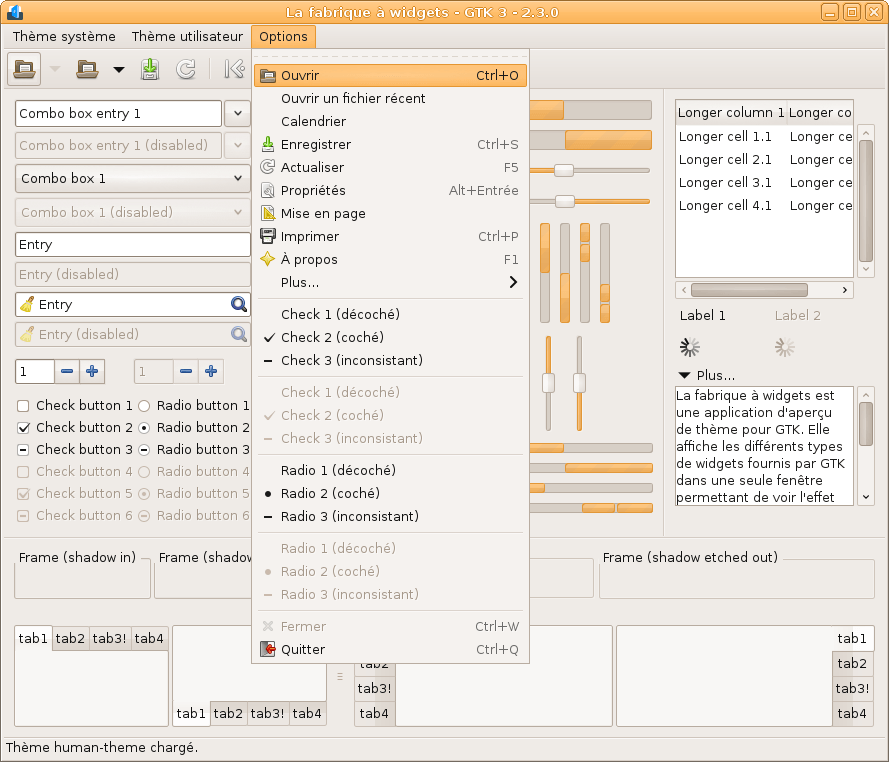 La fabrique à widgets - GTK 3 - 2.3.0
Thème système Thème utilisateur Options
Ouvrir Ctrl+O
Ouvrir un fichier récent
Calendrier
Enregistrer Ctrl+S
Actualiser F5
Propriétés Alt+Entrée
Mise en page
Imprimer Ctrl+P
À propos F1
Plus...
Check 1 (décoché)
Check 2 (coché)
Check 3 (inconsistant)
Check 1 (décoché)
Check 2 (coché)
Check 3 (inconsistant)
Radio 1 (décoché)
Radio 2 (coché)
Radio 3 (inconsistant)
Radio 1 (décoché)
Radio 2 (coché)
Radio 3 (inconsistant)
Fermer Ctrl+W
Quitter Ctrl+Q
Combo box entry 1
Combo box entry 1 (disabled)
Combo box 1
Combo box 1 (disabled)
Entry
Entry (disabled)
Entry
Entry (disabled)
1 1
Check button 1 Radio button 1
Check button 2 Radio button 2
Check button 3 Radio button 3
Check button 4 Radio button 4
Check button 5 Radio button 5
Check button 6 Radio button 6
Longer column 1 Longer co
Longer cell 1.1 Longer ce
Longer cell 2.1 Longer ce
Longer cell 3.1 Longer ce
Longer cell 4.1 Longer ce
Label 1 Label 2
Plus...
La fabrique à widgets est
une application d'aperçu
de thème pour GTK. Elle
affiche les différents types
de widgets fournis par GTK
dans une seule fenêtre
permettant de voir l'effet
Frame (shadow in) Frame (shadow Frame (shadow etched out)
tab1 tab2 tab3! tab4
tab1 tab2 tab3! tab4
tab2
tab3!
tab4
tab1
tab2
tab3!
tab4
Thème human-theme chargé.